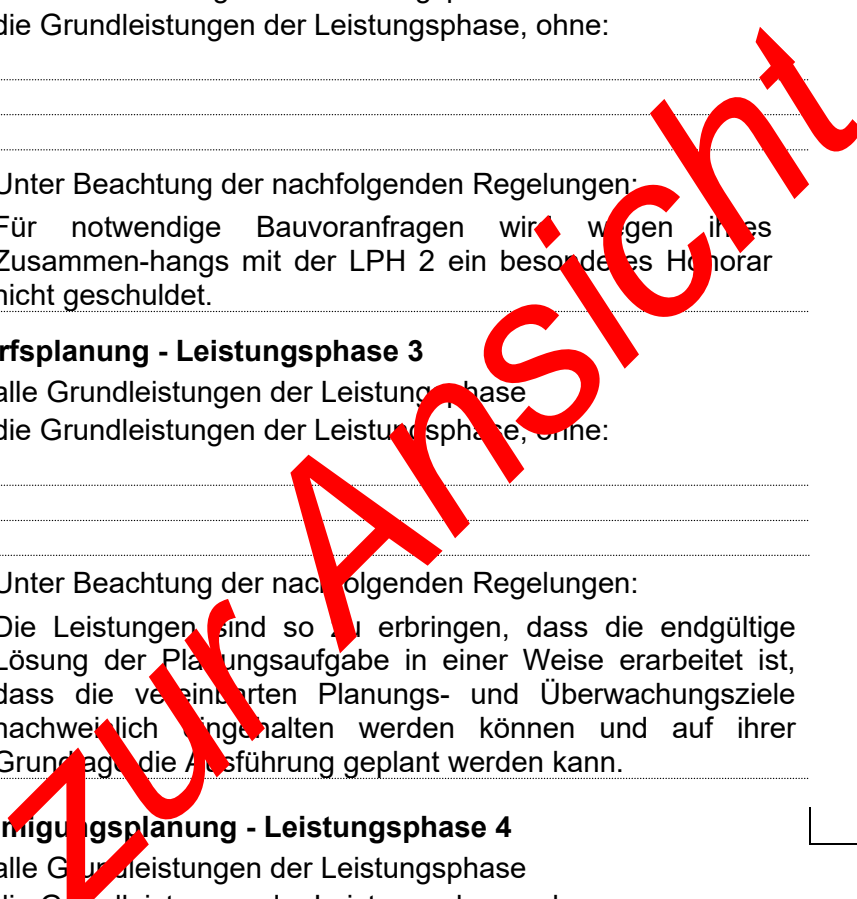 die Grundleistungen der Leistungsphase, ohne:
Unter Beachtung der nachfolgenden Regelungen:
Für notwendige Bauvoranfragen wird wegen ihres
Zusammen-hangs mit der LPH 2 ein besonderes Honorar
nicht geschuldet.
rfsplanung - Leistungsphase 3
alle Grundleistungen der Leistungsphase
die Grundleistungen der Leistungsphase, ohne:
Unter Beachtung der nachfolgenden Regelungen:
Die Leistungen sind so zu erbringen, dass die endgültige
Lösung der Planungsaufgabe in einer Weise erarbeitet ist,
dass die vereinbarten Planungs- und Überwachungsziele
nachweislich eingehalten werden können und auf ihrer
Grundlage die Ausführung geplant werden kann.
migungsplanung - Leistungsphase 4
alle Grundleistungen der Leistungsphase
zur Ansicht